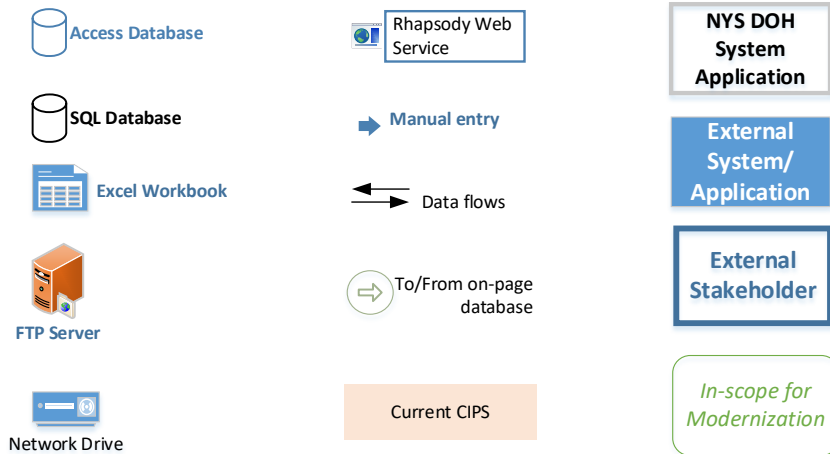 Access Database
SQL Database
Excel Workbook
FTP Server
Network Drive
Rhapsody Web
Service
Manual entry
Data flows
To/From on-page
database
Current CIPS
NYS DOH
System
Application
External
System/
Application
External
Stakeholder
In-scope for
Modernization